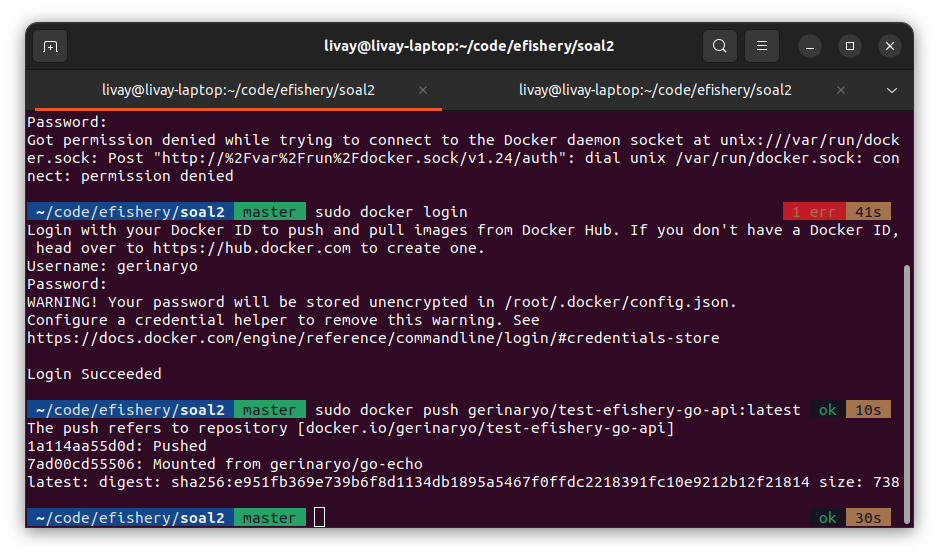 livay@livay-laptop:~/code/efishery/soal2
livay@livay-laptop:~/code/efishery/soal2 × livay@livay-laptop:~/code/efishery/soal2 ×
Password:
Got permission denied while trying to connect to the Docker daemon socket at unix:///var/run/dock
er.sock: Post "http://%2Fvar%2Frun%2Fdocker.sock/v1.24/auth": dial unix /var/run/docker.sock: con
nect: permission denied
~/code/efishery/soal2 master sudo docker login 1 err 41s
Login with your Docker ID to push and pull images from Docker Hub. If you don't have a Docker ID,
head over to https://hub.docker.com to create one.
Username: gerinaryo
Password:
WARNING! Your password will be stored unencrypted in /root/.docker/config.json.
Configure a credential helper to remove this warning. See
https://docs.docker.com/engine/reference/commandline/login/#credentials-store
Login Succeeded
~/code/efishery/soal2 master sudo docker push gerinaryo/test-efishery-go-api:latest ok 10s
The push refers to repository [docker.io/gerinaryo/test-efishery-go-api]
1a114aa55d0d: Pushed
7ad00cd55506: Mounted from gerinaryo/go-echo
latest: digest: sha256:e951fb369e739b6f8d1134db1895a5467f0ffdc2218391fc10e9212b12f21814 size: 738
~/code/efishery/soal2 master ok 30s